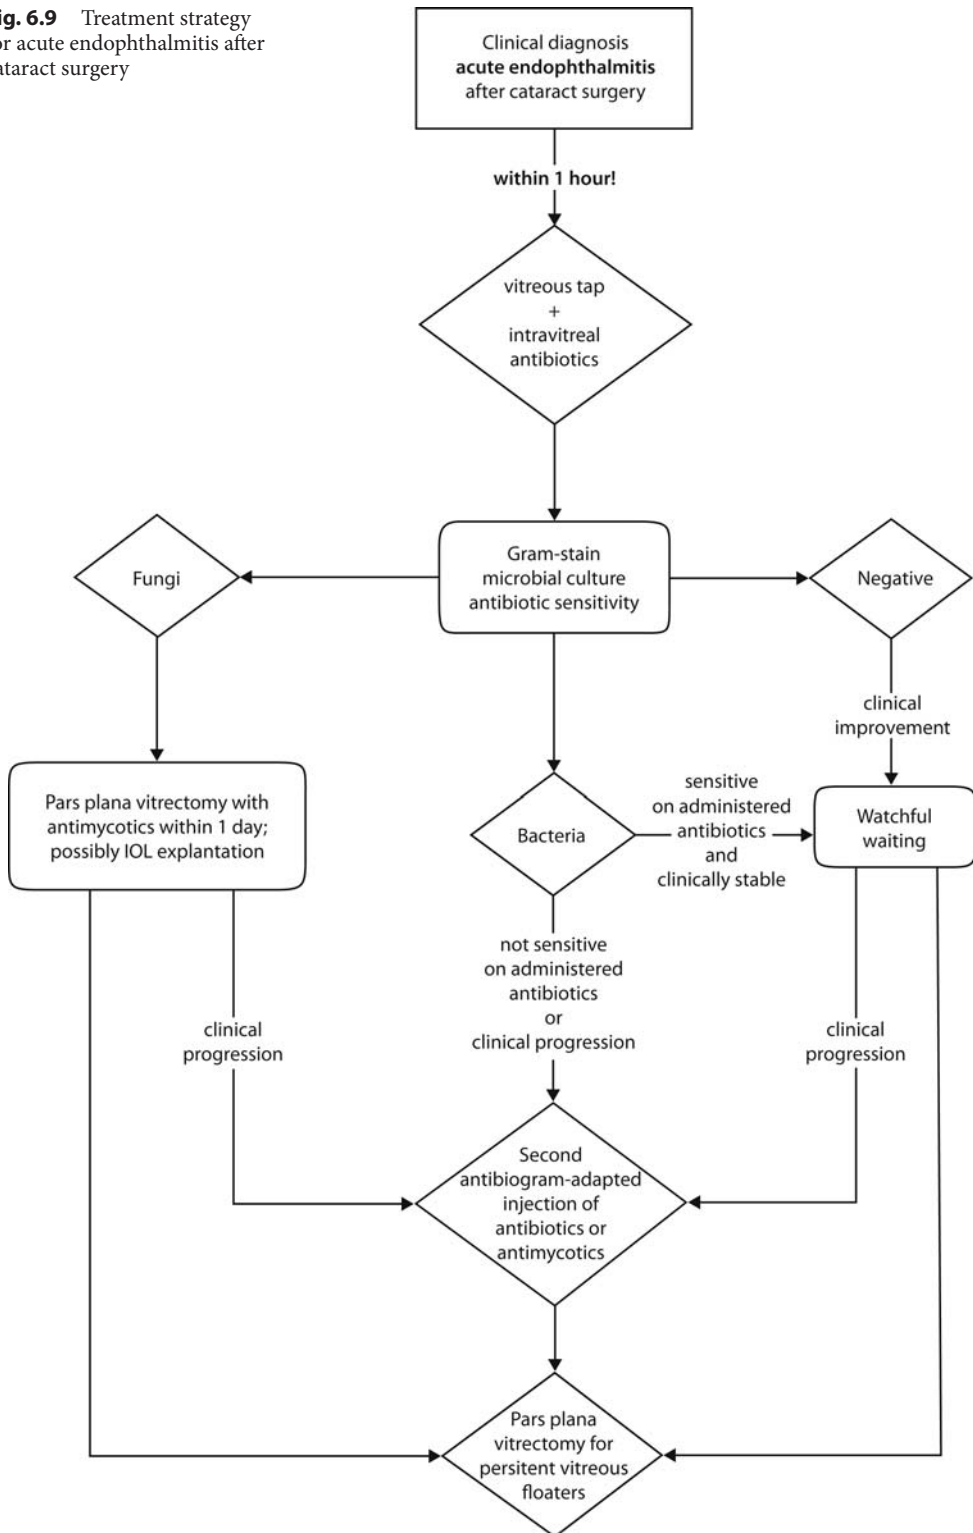 ig. 6.9 Treatment strategy
or acute endophthalmitis after
ataract surgery
Clinical diagnosis
acute endophthalmitis
after cataract surgery
within 1 hour!
vitreous tap
+
intravitreal
antibiotics
Fungi
Gram-stain
microbial culture
antibiotic sensitivity
Negative
clinical
improvement
Pars plana vitrectomy with
antimycotics within 1 day;
possibly IOL explantation
Bacteria
sensitive
on administered
antibiotics
and
clinically stable
Watchful
waiting
not sensitive
on administered
antibiotics
or
clinical progression
clinical
progression
clinical
progression
Second
antibiogram-adapted
injection of
antibiotics or
antimycotics
Pars plana
vitrectomy for
persitent vitreous
floaters